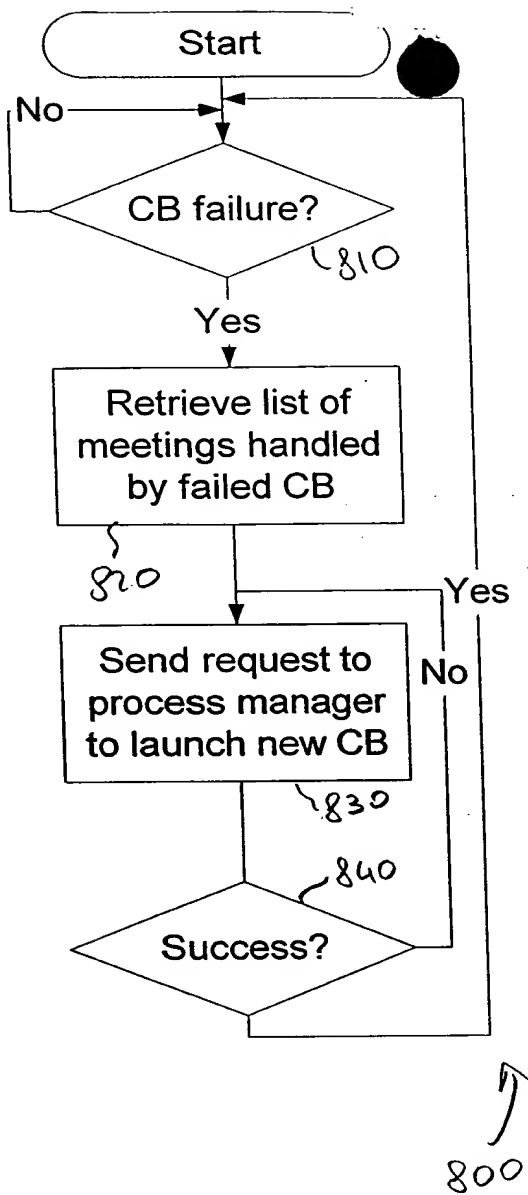 Start
No
CB failure?
810
Yes
Retrieve list of
meetings handled
by failed CB
820
Yes
No
Send request to
process manager
to launch new CB
830
840
Success?
800